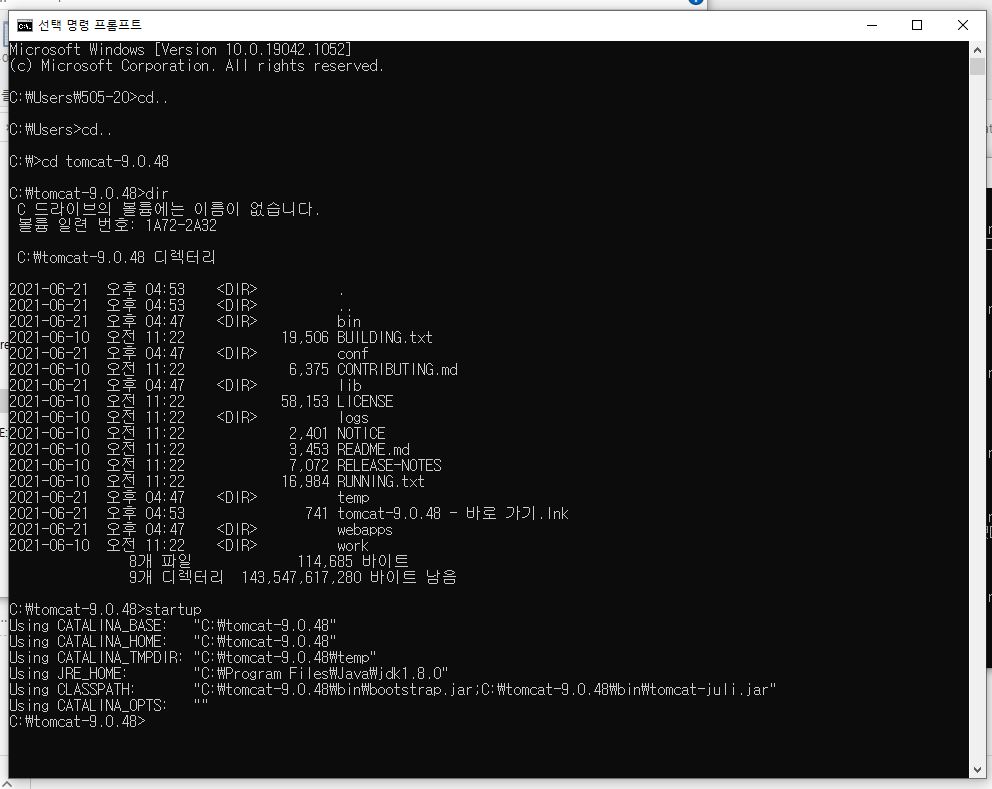 선택 명령 프롬프트
Microsoft Windows [Version 10.0.19042.1052]
(c) Microsoft Corporation. All rights reserved.
C:₩Users₩505-20>cd..
C:₩Users>cd..
C:₩>cd tomcat-9.0.48
C:₩tomcat-9.0.48>dir
C 드라이브의 볼륨에는 이름이 없습니다.
볼륨 일련 번호: 1A72-2A32
C:₩tomcat-9.0.48 디렉터리
2021-06-21 오후 04:53 <DIR> .
2021-06-21 오후 04:53 <DIR> ..
2021-06-21 오후 04:47 <DIR> bin
2021-06-10 오전 11:22 19,506 BUILDING.txt
2021-06-21 오후 04:47 <DIR> conf
2021-06-10 오전 11:22 6,375 CONTRIBUTING.md
2021-06-21 오후 04:47 <DIR> lib
2021-06-10 오전 11:22 58,153 LICENSE
2021-06-10 오전 11:22 <DIR> logs
2021-06-10 오전 11:22 2,401 NOTICE
2021-06-10 오전 11:22 3,453 README.md
2021-06-10 오전 11:22 7,072 RELEASE-NOTES
2021-06-10 오전 11:22 16,984 RUNNING.txt
2021-06-21 오후 04:47 <DIR> temp
2021-06-21 오후 04:53 741 tomcat-9.0.48 - 바로 가기.lnk
2021-06-21 오후 04:47 <DIR> webapps
2021-06-10 오전 11:22 <DIR> work
8개 파일 114,685 바이트
9개 디렉터리 143,547,617,280 바이트 남음
C:₩tomcat-9.0.48>startup
Using CATALINA_BASE: "C:₩tomcat-9.0.48"
Using CATALINA_HOME: "C:₩tomcat-9.0.48"
Using CATALINA_TMPDIR: "C:₩tomcat-9.0.48₩temp"
Using JRE_HOME: "C:₩Program Files₩Java₩jdk1.8.0"
Using CLASSPATH: "C:₩tomcat-9.0.48₩bin₩bootstrap.jar;C:₩tomcat-9.0.48₩bin₩tomcat-juli.jar"
Using CATALINA_OPTS: ""
C:₩tomcat-9.0.48>